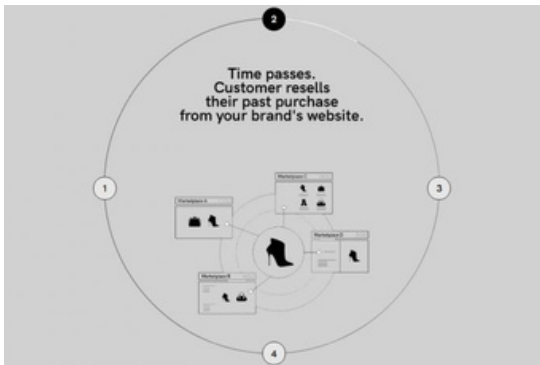 2
Time passes.
Customer resells
their past purchase
from your brand's website.
1
3
Marketplace C
Marketplace A
Marketplace D
Marketplace B
4